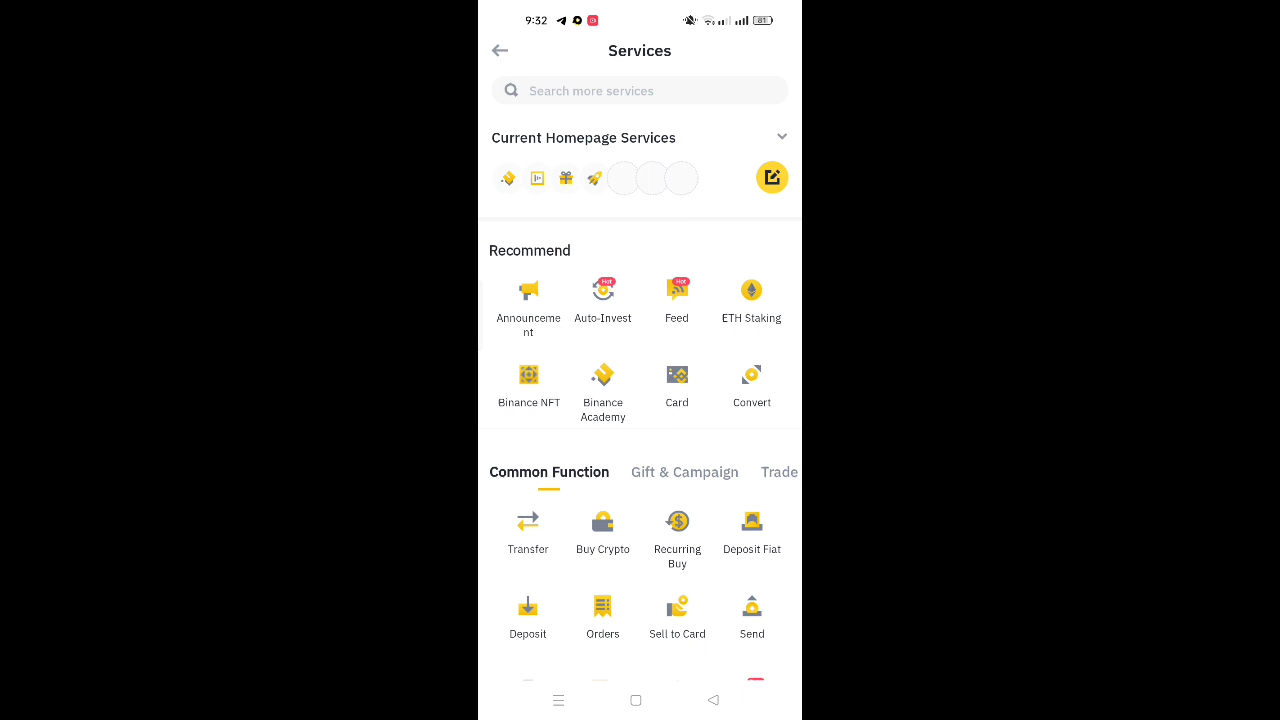 9:32
81
Services
Search more services
Current Homepage Services
Recommend
Hot
Hot
Announceme
nt
Auto-Invest
Feed
ETH Staking
Binance NFT
Binance
Academy
Card
Convert
Common Function
Gift & Campaign
Trade
Transfer
Buy Crypto
Recurring
Buy
Deposit Fiat
Deposit
Orders
Sell to Card
Send